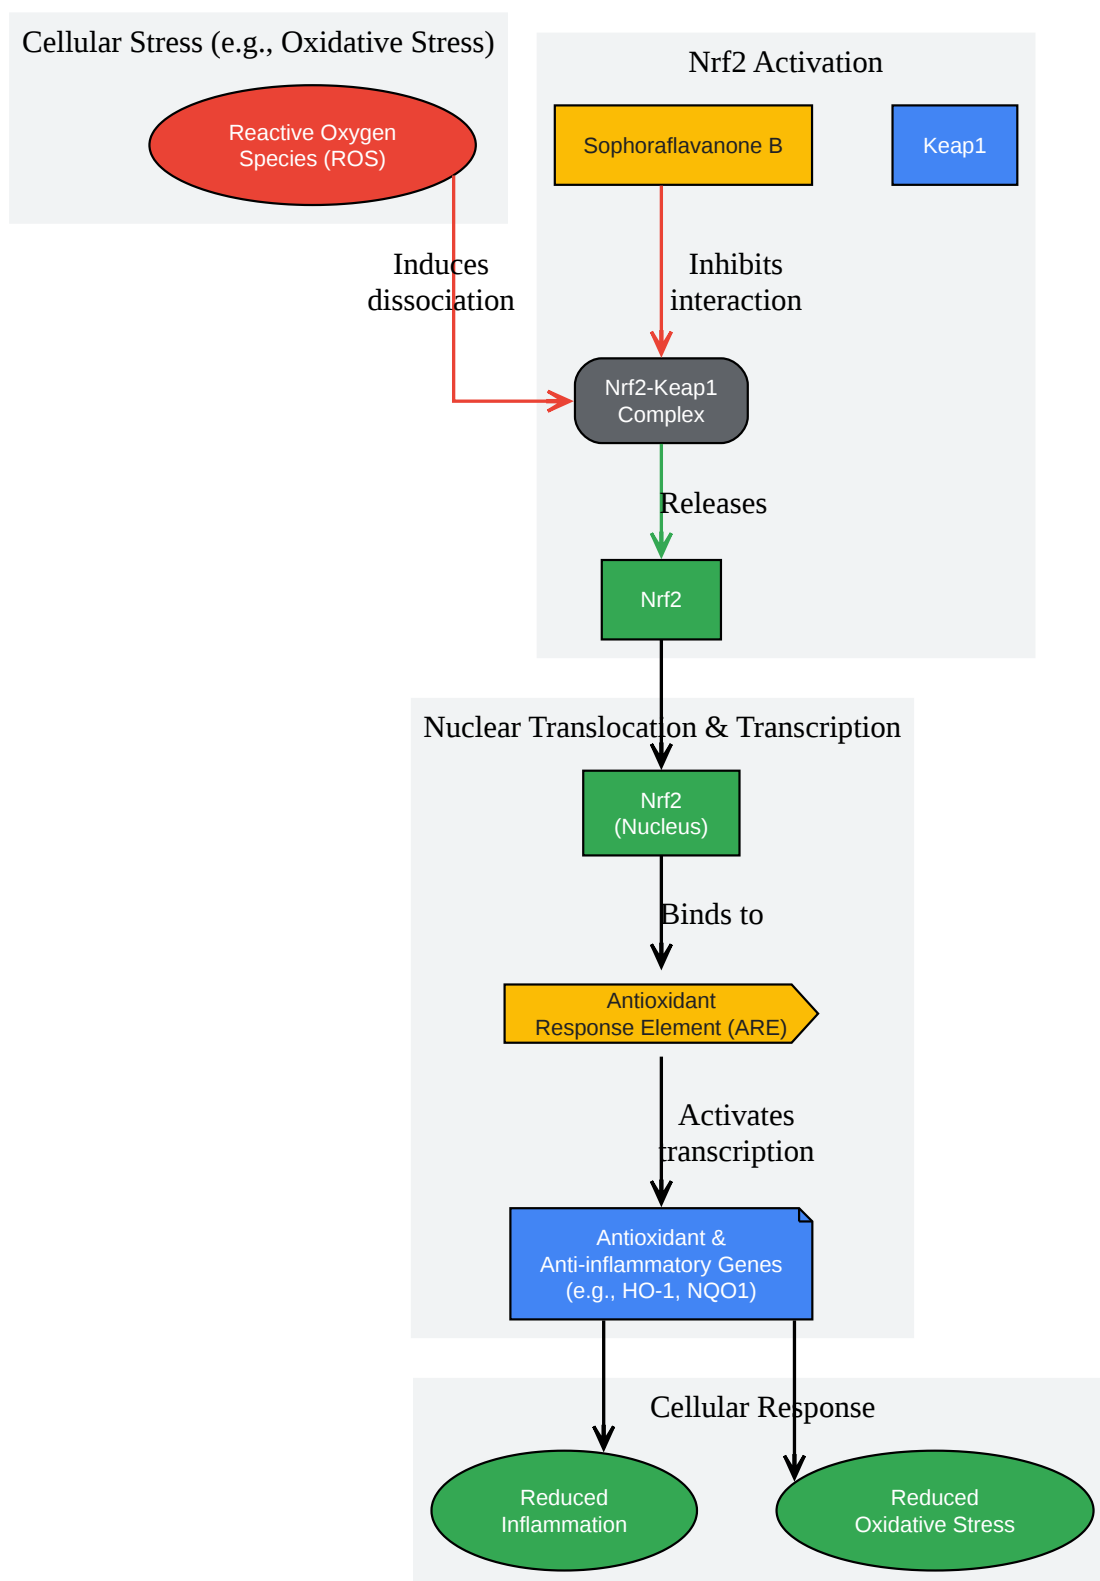 Cellular Stress (e.g., Oxidative Stress)
Reactive Oxygen
Species (ROS)
Nrf2 Activation
Sophoraflavanone B
Keap1
Induces
dissociation
Inhibits
interaction
Nrf2-Keap1
Complex
Releases
Nrf2
Nuclear Translocation & Transcription
Nrf2
(Nucleus)
Binds to
Antioxidant
Response Element (ARE)
Activates
transcription
Antioxidant &
Anti-inflammatory Genes
(e.g., HO-1, NQO1)
Cellular Response
Reduced
Inflammation
Reduced
Oxidative Stress